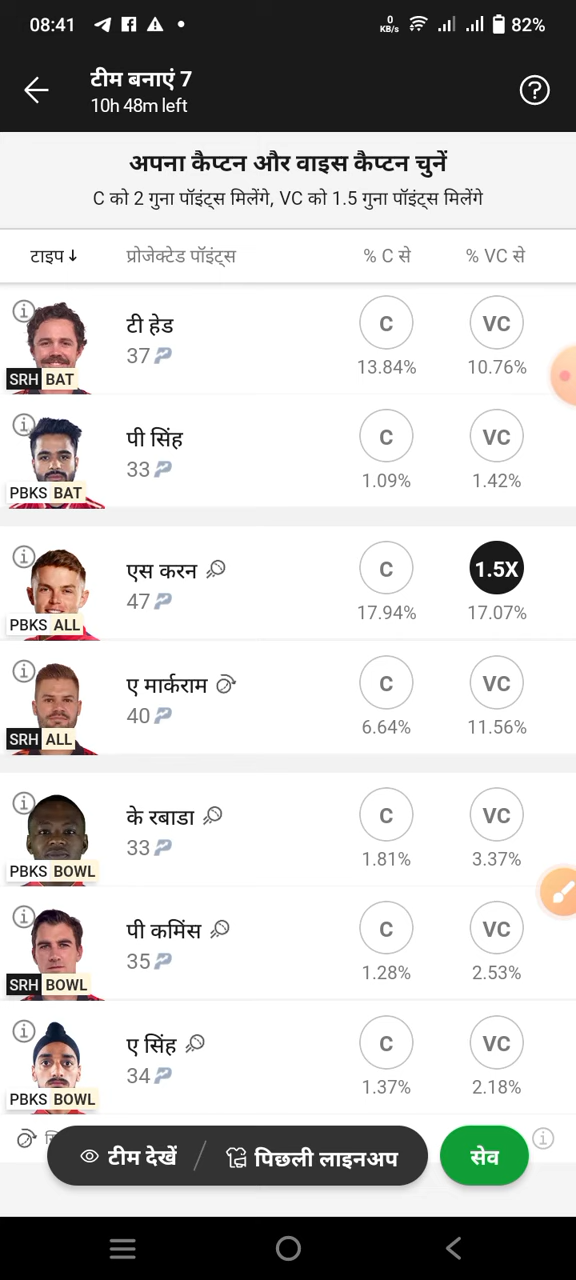 08:41
0
KB/s
82%
टीम बनाएं 7
10h 48m left
अपना कैप्टन और वाइस कैप्टन चुनें
C को 2 गुना पॉइंट्स मिलेंगे, VC को 1.5 गुना पॉइंट्स मिलेंगे
टाइप↓ प्रोजेक्टेड पॉइंट्स % C से % VC से
टी हेड
37
C
VC
13.84% 10.76%
SRH BAT
पी सिंह
33
C
VC
1.09% 1.42%
PBKS BAT
एस करन
47
C
1.5X
17.94% 17.07%
PBKS ALL
ए मार्कराम
40
C
VC
6.64% 11.56%
SRH ALL
के रबाडा
33
C
VC
1.81% 3.37%
PBKS BOWL
पी कमिंस
35
C
VC
1.28% 2.53%
SRH BOWL
ए सिंह
34
C
VC
1.37% 2.18%
PBKS BOWL
टीम देखें / पिछली लाइनअप
सेव